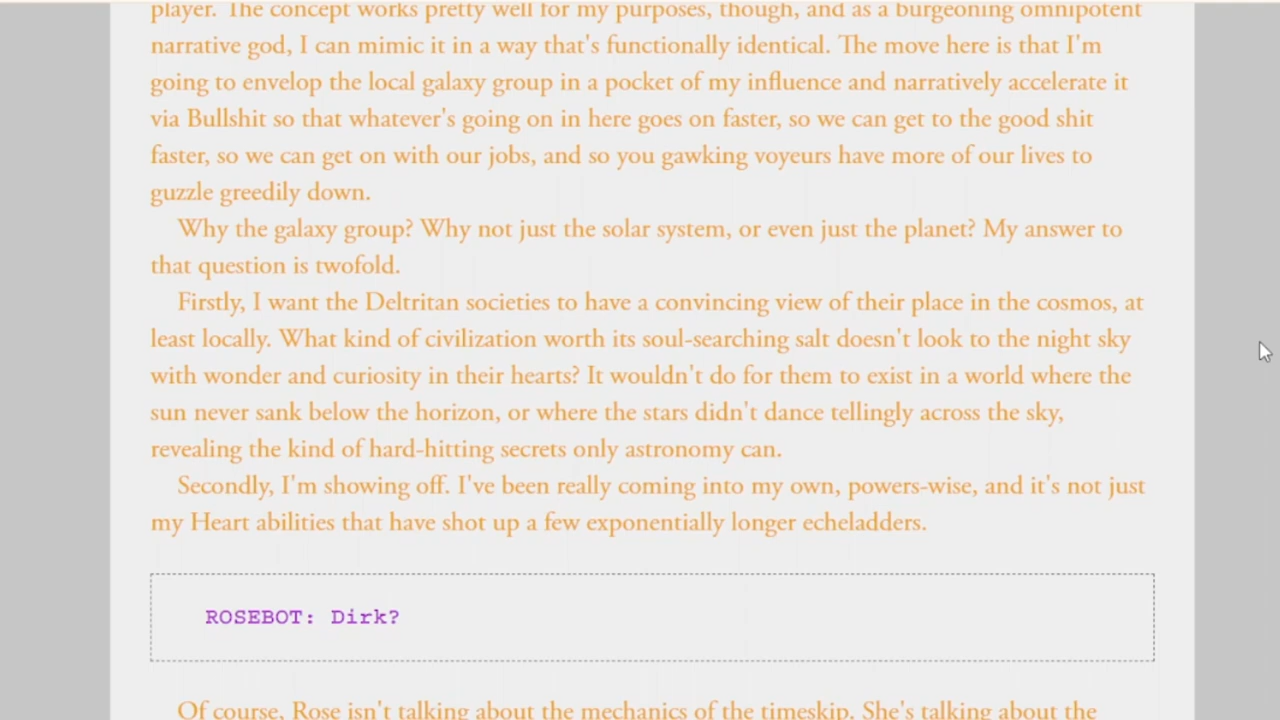 player. The concept works pretty well for my purposes, though, and as a burgeoning omnipotent
narrative god, I can mimic it in a way that's functionally identical. The move here is that I'm
going to envelop the local galaxy group in a pocket of my influence and narratively accelerate it
via Bullshit so that whatever's going on in here goes on faster, so we can get to the good shit
faster, so we can get on with our jobs, and so you gawking voyeurs have more of our lives to
guzzle greedily down.
Why the galaxy group? Why not just the solar system, or even just the planet? My answer to
that question is twofold.
Firstly, I want the Deltritan societies to have a convincing view of their place in the cosmos, at
least locally. What kind of civilization worth its soul-searching salt doesn't look to the night sky
with wonder and curiosity in their hearts? It wouldn't do for them to exist in a world where the
sun never sank below the horizon, or where the stars didn't dance tellingly across the sky,
revealing the kind of hard-hitting secrets only astronomy can.
Secondly, I'm showing off. I've been really coming into my own, powers-wise, and it's not just
my Heart abilities that have shot up a few exponentially longer echeladders.
ROSEBOT: Dirk?
Of course, Rose isn't talking about the mechanics of the timeskip. She's talking about the